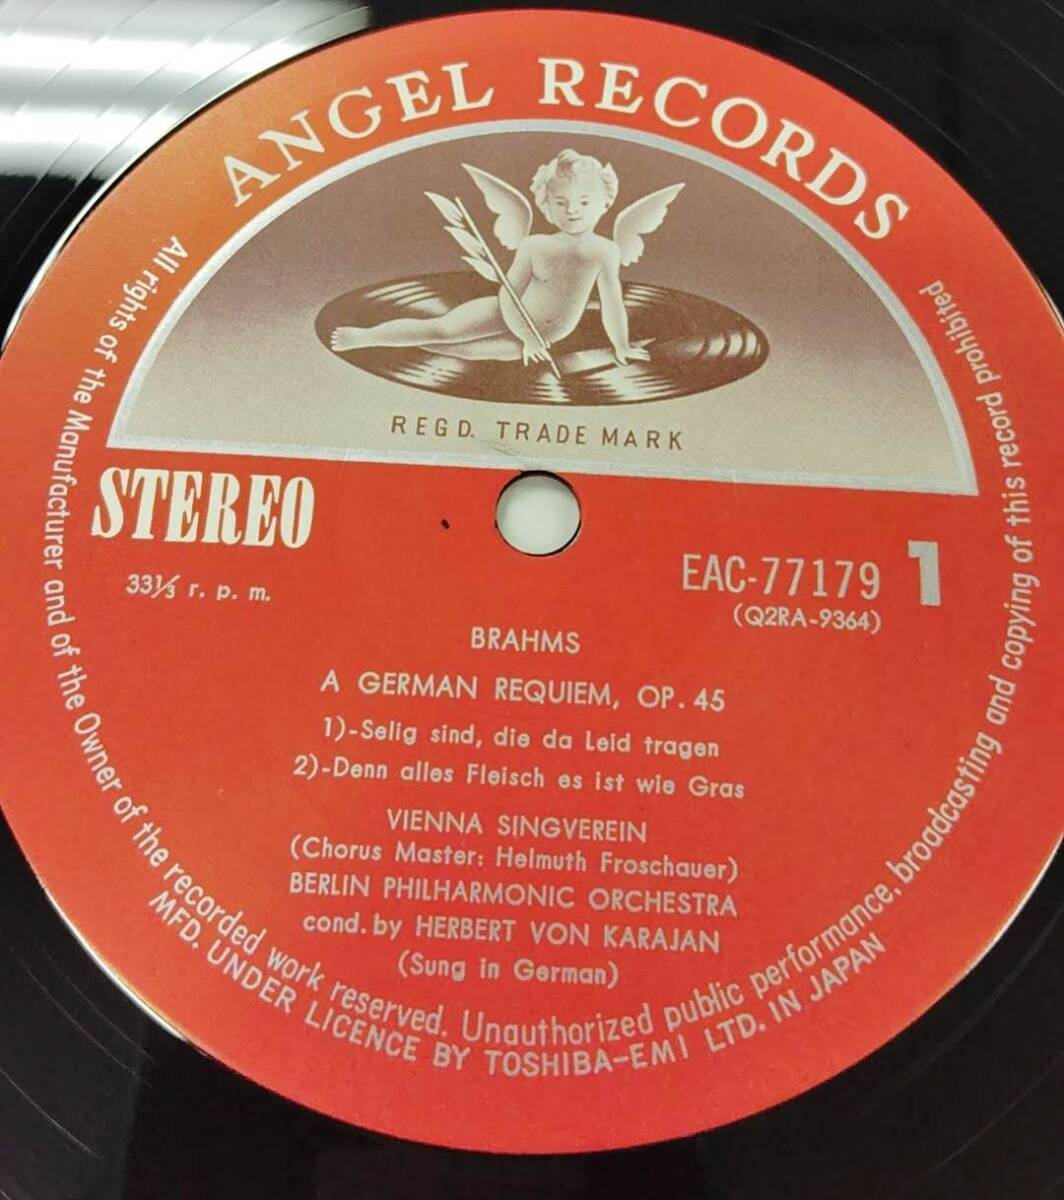 ANGEL RECORDS
REGD. TRADE MARK
STEREO
33⅓ r. p. m.
EAC-77179 1
(Q2RA-9364)
BRAHMS
A GERMAN REQUIEM, OP. 45
1)-Selig sind, die da Leid tragen
2)-Denn alles Fleisch es ist wie Gras
VIENNA SINGVEREIN
(Chorus Master: Helmuth Froschauer)
BERLIN PHILHARMONIC ORCHESTRA
cond. by HERBERT VON KARAJAN
(Sung in German)
All rights of the Manufacturer and of the Owner of the recorded work reserved. Unauthorized public performance, broadcasting and copying of this record prohibited
MFD. UNDER LICENCE BY TOSHIBA-EMI LTD. IN JAPAN